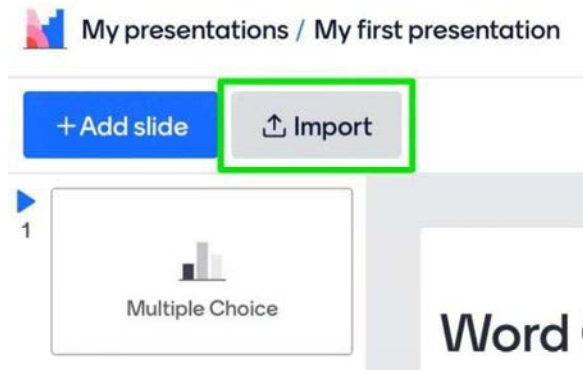 My presentations / My first presentation
+ Add slide
Import
1
Multiple Choice
Word